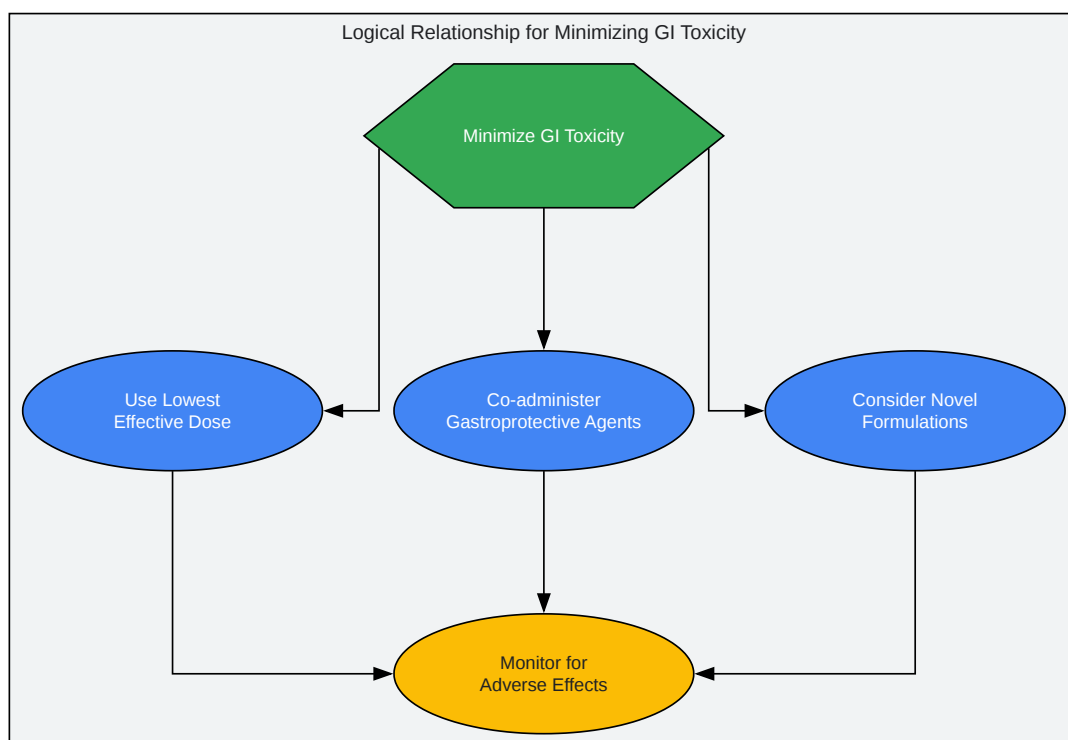 Logical Relationship for Minimizing GI Toxicity
Minimize GI Toxicity
Use Lowest
Effective Dose
Co-administer
Gastroprotective Agents
Consider Novel
Formulations
Monitor for
Adverse Effects